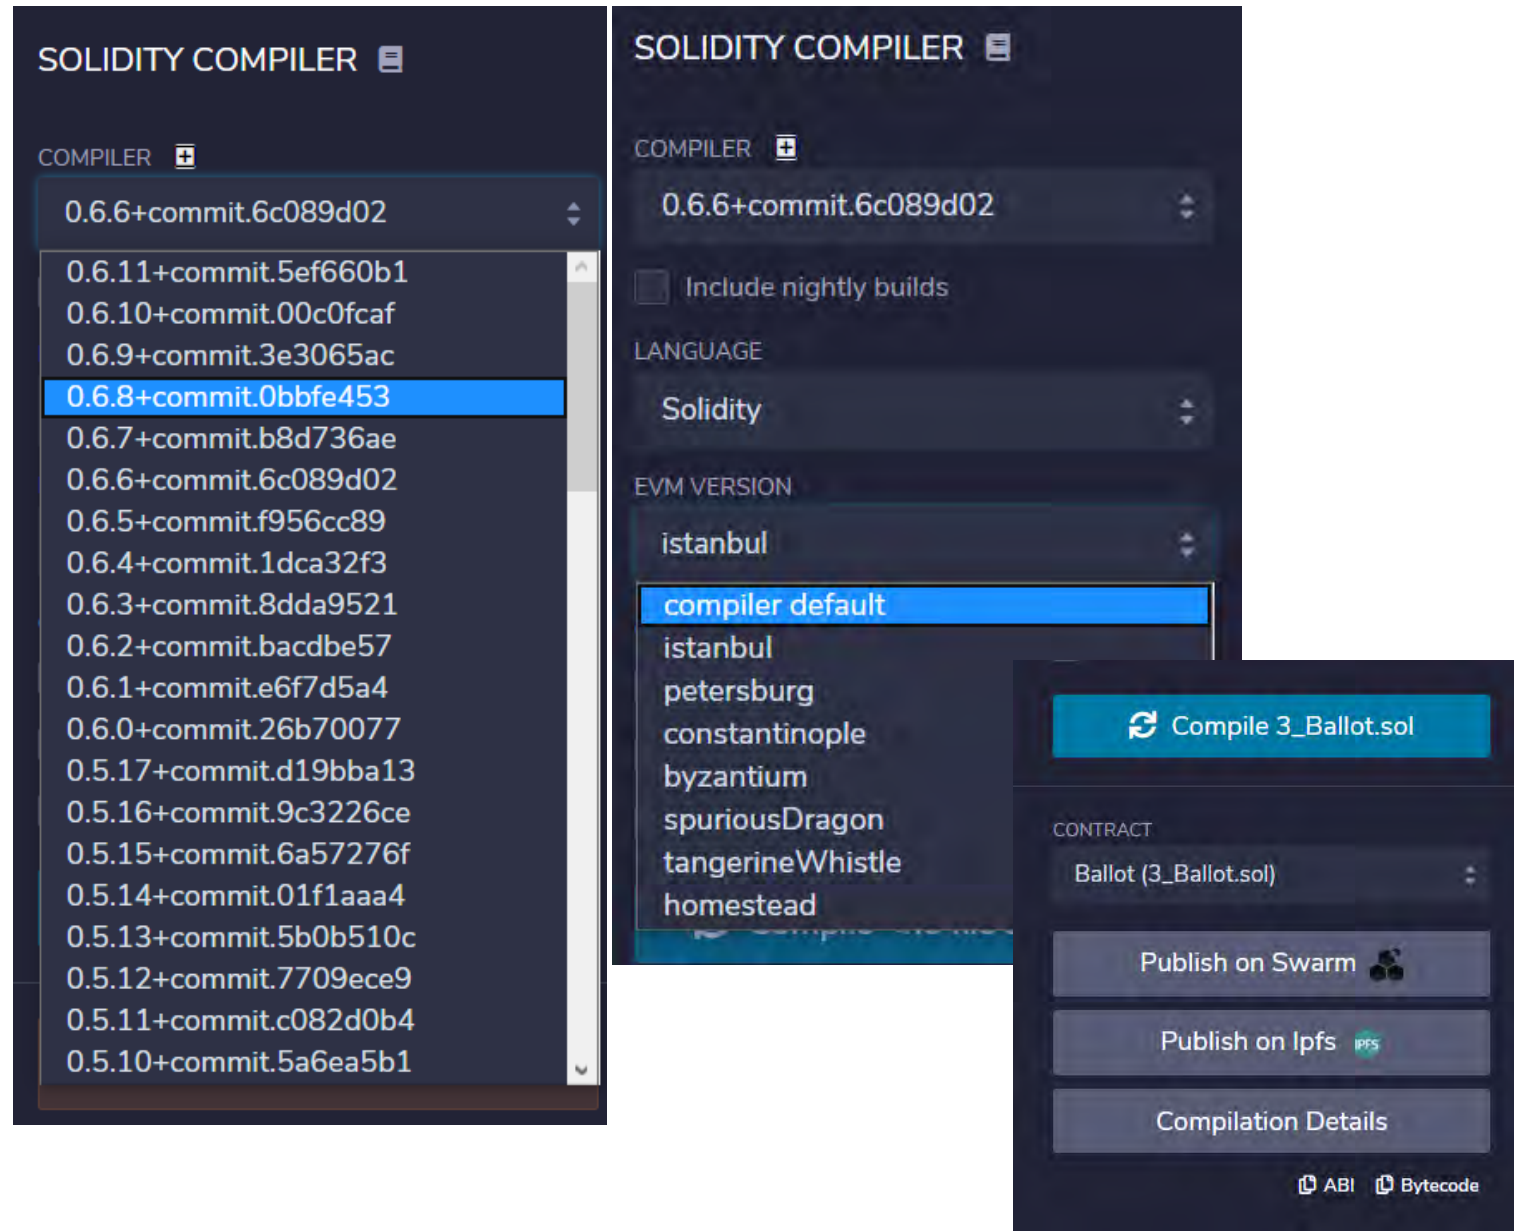 SOLIDITY COMPILER
COMPILER
0.6.6+commit.6c089d02
0.6.11+commit.5ef660b1
0.6.10+commit.00c0fcaf
0.6.9+commit.3e3065ac
0.6.8+commit.0bbfe453
0.6.7+commit.b8d736ae
0.6.6+commit.6c089d02
0.6.5+commit.f956cc89
0.6.4+commit.1dca32f3
0.6.3+commit.8dda9521
0.6.2+commit.bacdbe57
0.6.1+commit.e6f7d5a4
0.6.0+commit.26b70077
0.5.17+commit.d19bba13
0.5.16+commit.9c3226ce
0.5.15+commit.6a57276f
0.5.14+commit.01f1aaa4
0.5.13+commit.5b0b510c
0.5.12+commit.7709ece9
0.5.11+commit.c082d0b4
0.5.10+commit.5a6ea5b1
SOLIDITY COMPILER
COMPILER
0.6.6+commit.6c089d02
Include nightly builds
LANGUAGE
Solidity
EVM VERSION
istanbul
compiler default
istanbul
petersburg
constantinople
byzantium
spuriousDragon
tangerineWhistle
homestead
Compile 3_Ballot.sol
CONTRACT
Ballot (3_Ballot.sol)
Publish on Swarm
Publish on Ipfs IPFS
Compilation Details
ABI Bytecode